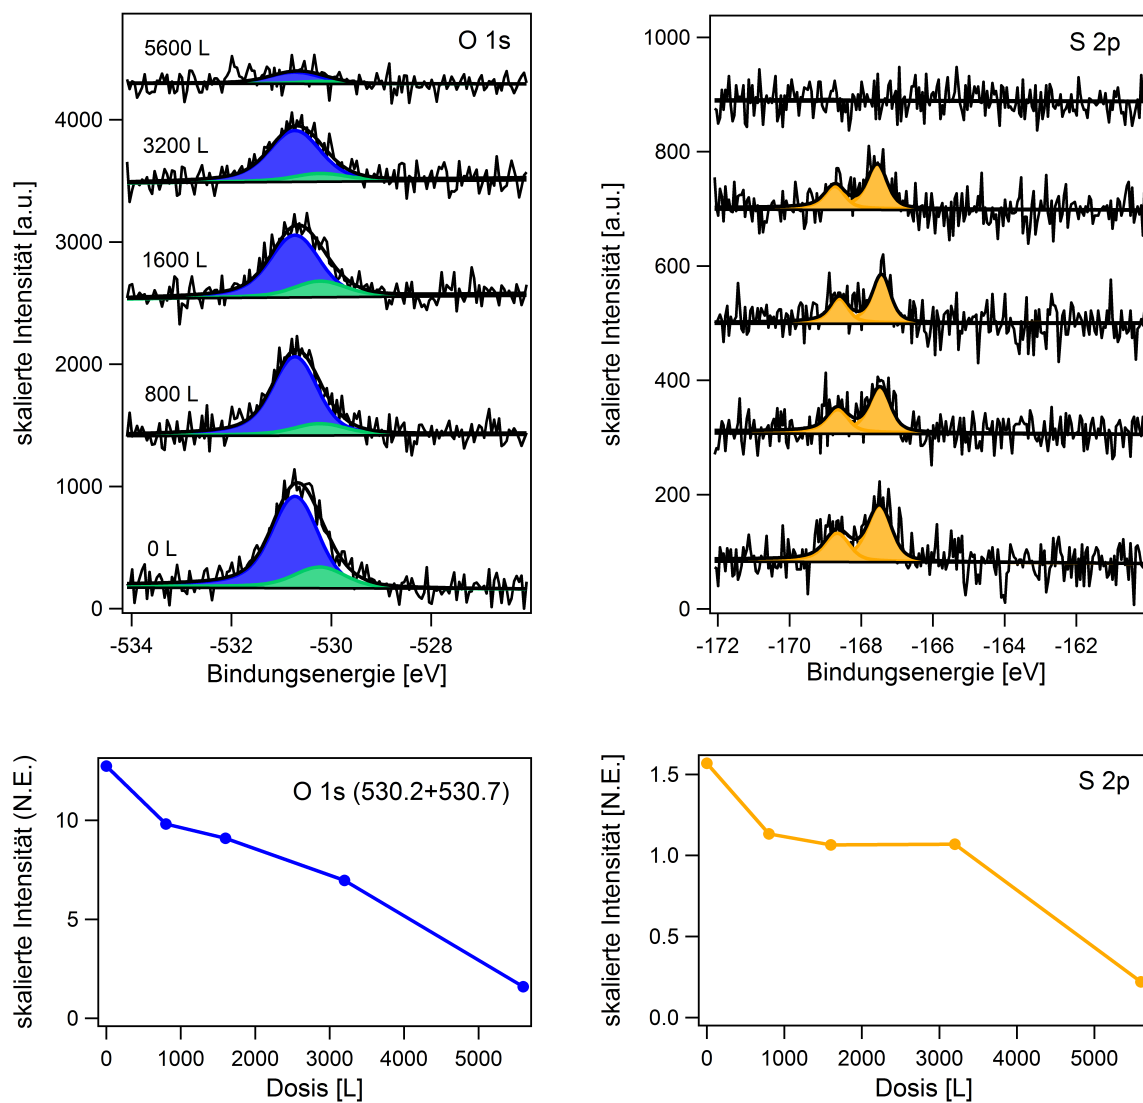 O 1s
5600 L
4000
3200 L
3000
1600 L
2000
800 L
1000
0 L
0
skalierte Intensität [a.u.]
-534
-532
-530
-528
Bindungsenergie [eV]
S 2p
1000
800
600
400
200
0
skalierte Intensität [a.u.]
-172
-170
-168
-166
-164
-162
Bindungsenergie [eV]
O 1s (530.2+530.7)
10
5
0
skalierte Intensität (N.E.)
0
1000
2000
3000
4000
5000
Dosis [L]
S 2p
1.5
1.0
0.5
0.0
skalierte Intensität [N.E.]
0
1000
2000
3000
4000
5000
Dosis [L]